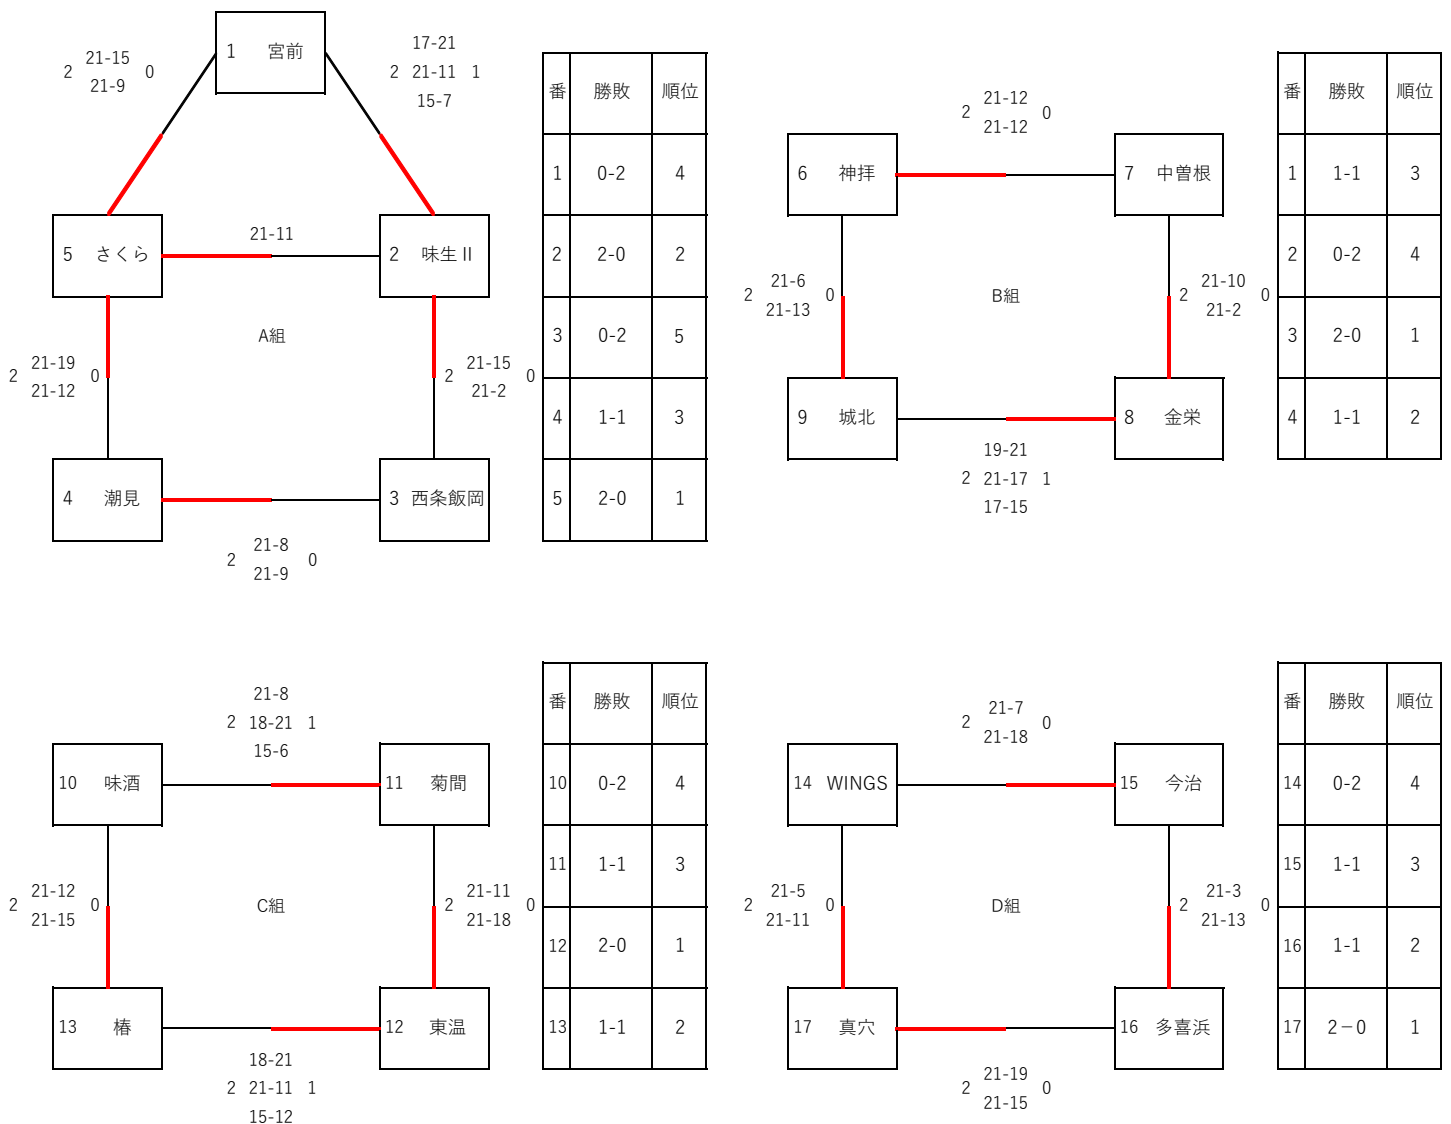 1 宮前
2 21-15 0
21-9
17-21
2 21-11 1
15-7
5 さくら
21-11
2 味生Ⅱ
A組
2 21-19 0
21-12
2 21-15 0
21-2
4 潮見
3 西条飯岡
2 21-8 0
21-9
番 勝敗 順位
1 0-2 4
2 2-0 2
3 0-2 5
4 1-1 3
5 2-0 1
2 21-12 0
21-12
6 神拝
7 中曽根
2 21-6 0
21-13
B組
2 21-10 0
21-2
9 城北
8 金栄
19-21
2 21-17 1
17-15
番 勝敗 順位
1 1-1 3
2 0-2 4
3 2-0 1
4 1-1 2
21-8
2 18-21 1
15-6
10 味酒
11 菊間
2 21-12 0
21-15
C組
2 21-11 0
21-18
13 椿
12 東温
18-21
2 21-11 1
15-12
番 勝敗 順位
10 0-2 4
11 1-1 3
12 2-0 1
13 1-1 2
2 21-7 0
21-18
14 WINGS
15 今治
2 21-5 0
21-11
D組
2 21-3 0
21-13
17 真穴
16 多喜浜
2 21-19 0
21-15
番 勝敗 順位
14 0-2 4
15 1-1 3
16 1-1 2
17 2－0 1